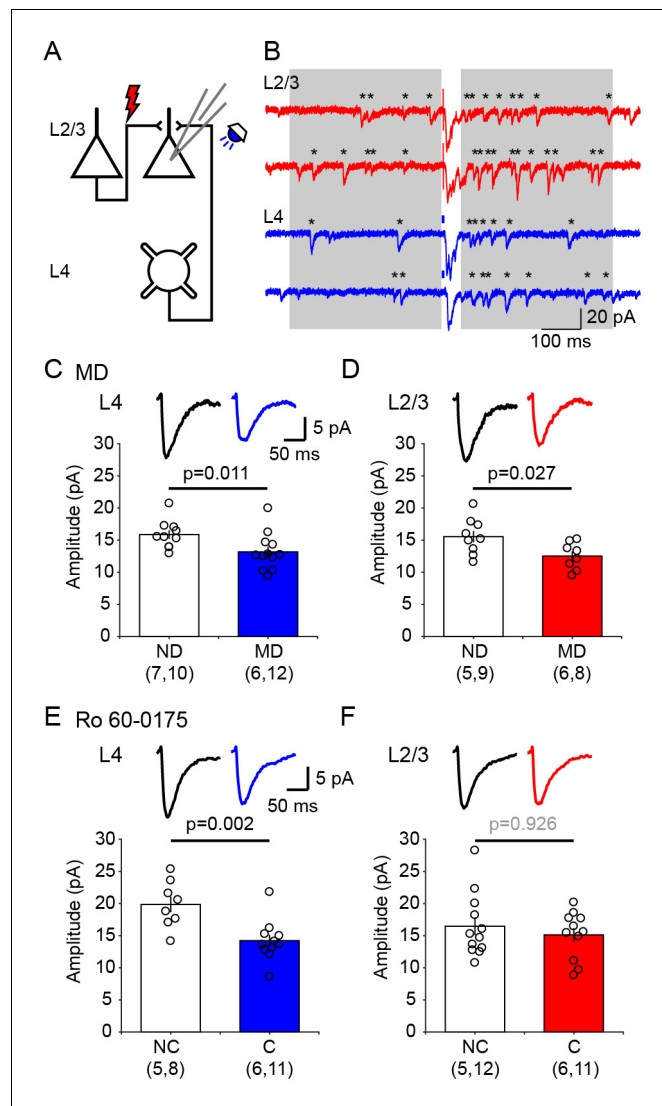 A
L2/3
L4
B
L2/3
* * * * * * * * * * * *
* * * * * * * * * * * * * *
L4
* * * * * * * * *
* * * * * * * * * *
20 pA
100 ms
C MD
L4
5 pA
50 ms
Amplitude (pA)
30
25
20
15
10
5
0
p=0.011
ND
MD
(7,10)
(6,12)
D
L2/3
Amplitude (pA)
30
25
20
15
10
5
0
p=0.027
ND
MD
(5,9)
(6,8)
E Ro 60-0175
L4
5 pA
50 ms
Amplitude (pA)
30
25
20
15
10
5
0
p=0.002
NC
C
(5,8)
(6,11)
F
L2/3
Amplitude (pA)
30
25
20
15
10
5
0
p=0.926
NC
C
(5,12)
(6,11)